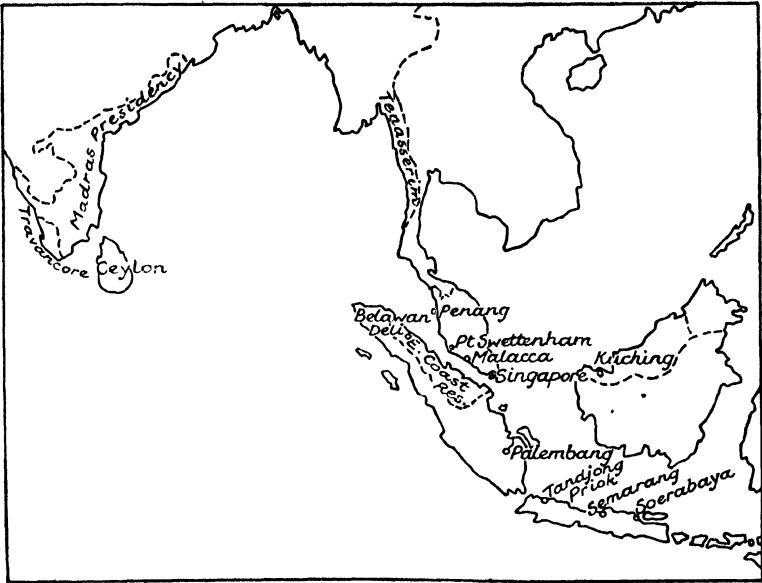 Madras Presidency
Tenasserim
Travancore
Ceylon
Belawan
Penang
Deli
E. Coast
Res.
Pt Swettenham
Malacca
Kuching
Singapore
Palembang
Tandjong
Priok
Semarang
Soerabaya